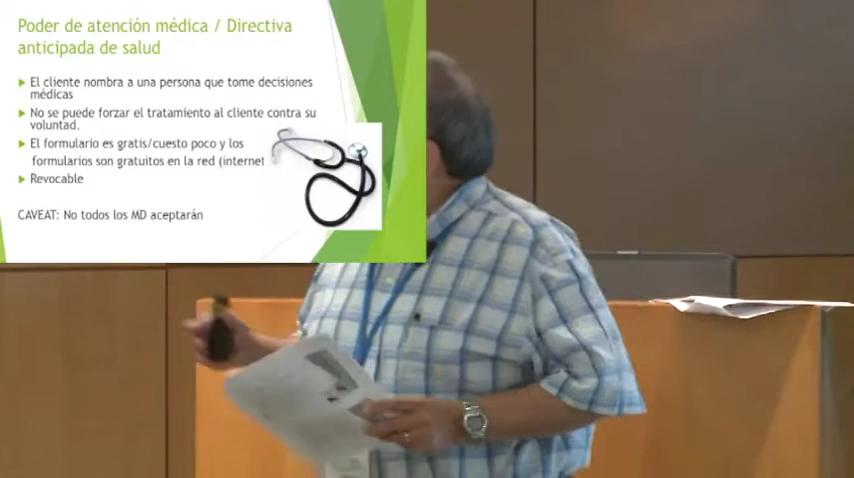 Poder de atención médica / Directiva
anticipada de salud
El cliente nombra a una persona que tome decisiones
médicas
No se puede forzar el tratamiento al cliente contra su
voluntad.
El formulario es gratis/cuesto poco y los
formularios son gratuitos en la red (internet
Revocable
CAVEAT: No todos los MD aceptarán